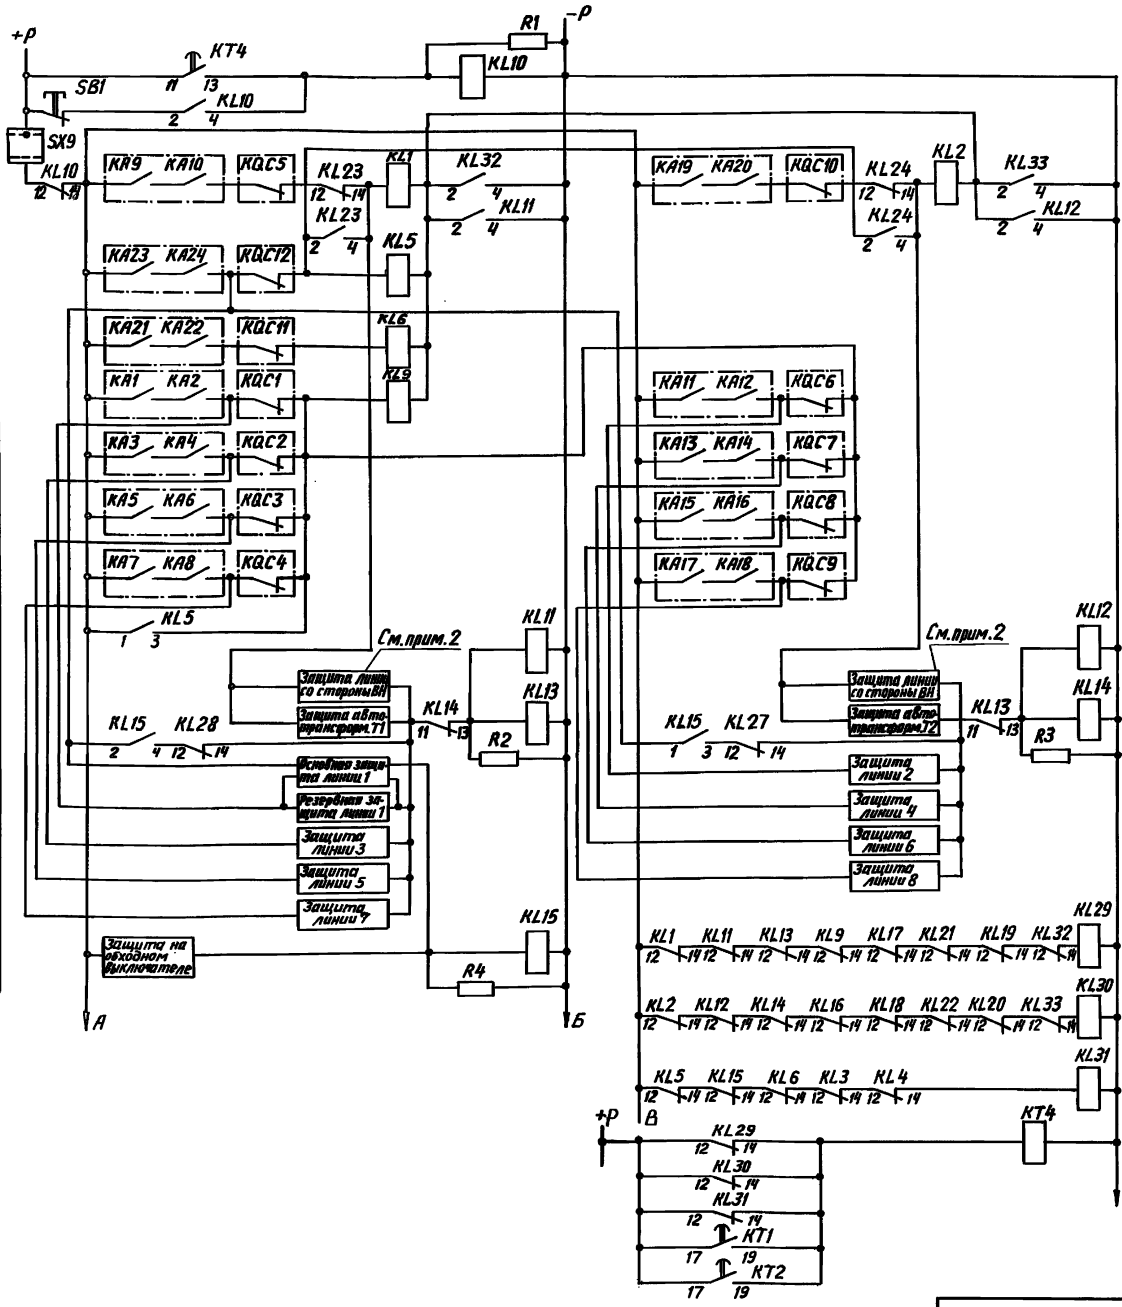 +P
-P
R1
KT4
11 13
KL10
SB1
KL10
2 4
SX9
KL10
12 14
KA9 KA10 KQC5
KL23
12 14
KL1
KL32
2 4
KL23
2 4
KL11
2 4
KA19 KA20 KQC10
KL24
12 14
KL2
KL33
2 4
KL24
2 4
KL12
2 4
KA23 KA24 KQC12
KL5
KA21 KA22 KQC11
KL6
KA1 KA2 KQC1
KL9
KA11 KA12 KQC6
KA3 KA4 KQC2
KA13 KA14 KQC7
KA5 KA6 KQC3
KA15 KA16 KQC8
KA7 KA8 KQC4
KA17 KA18 KQC9
KL5
1 3
См. прим. 2
KL11
Защита линии
со стороны ВН
KL13
Защита авто-
трансформ. Т1
KL14
11 13
R2
KL15 KL28
2 4 12 14
Основная защи-
та линии 1
Резервная за-
щита линии 1
Защита
линии 3
Защита
линии 5
Защита
линии 7
Защита на
обходном
выключателе
KL15
R4
А
Б
См. прим. 2
KL12
Защита линии
со стороны ВН
KL14
Защита авто-
трансформ. Т2
KL13
11 13
R3
KL15 KL27
1 3 12 14
Защита
линии 2
Защита
линии 4
Защита
линии 6
Защита
линии 8
KL1 KL11 KL13 KL9 KL17 KL21 KL19 KL32 KL29
12 14 12 14 12 14 12 14 12 14 12 14 12 14 12 14
KL2 KL12 KL14 KL16 KL18 KL22 KL20 KL33 KL30
12 14 12 14 12 14 12 14 12 14 12 14 12 14 12 14
KL5 KL15 KL6 KL3 KL4 KL31
12 14 12 14 12 14 12 14 12 14
+P
В
KL29
12 14
KT4
KL30
12 14
KL31
12 14
KT1
17 19
KT2
17 19